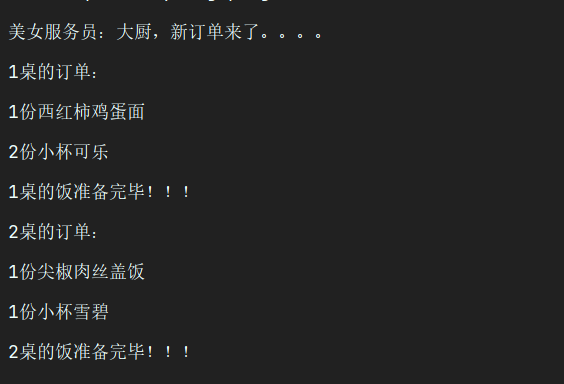 美女服务员：大厨，新订单来了。。。。
1桌的订单：
1份西红柿鸡蛋面
2份小杯可乐
1桌的饭准备完毕！！！
2桌的订单：
1份尖椒肉丝盖饭
1份小杯雪碧
2桌的饭准备完毕！！！